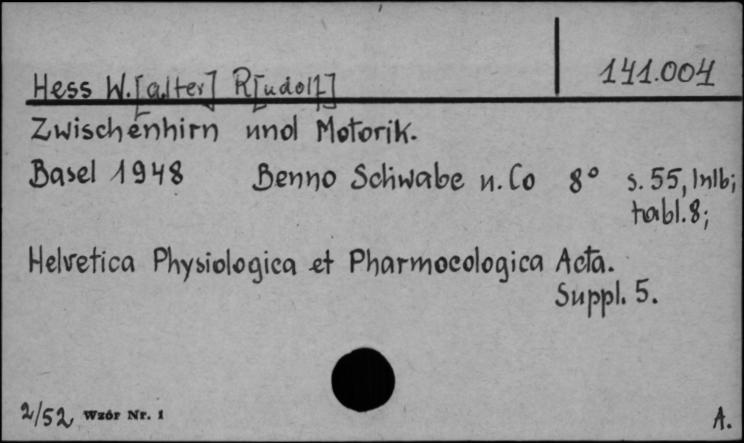 141.004
Hess W.[alter] R[udolf]
Zwischenhirn und Motorik.
Basel 1948 Benno Schwabe u. Co 8° s. 55, 1nlb;
tabl. 8;
Helvetica Physiologica et Pharmocologica Acta.
Suppl. 5.
2/52 Wzór Nr. 1 A.